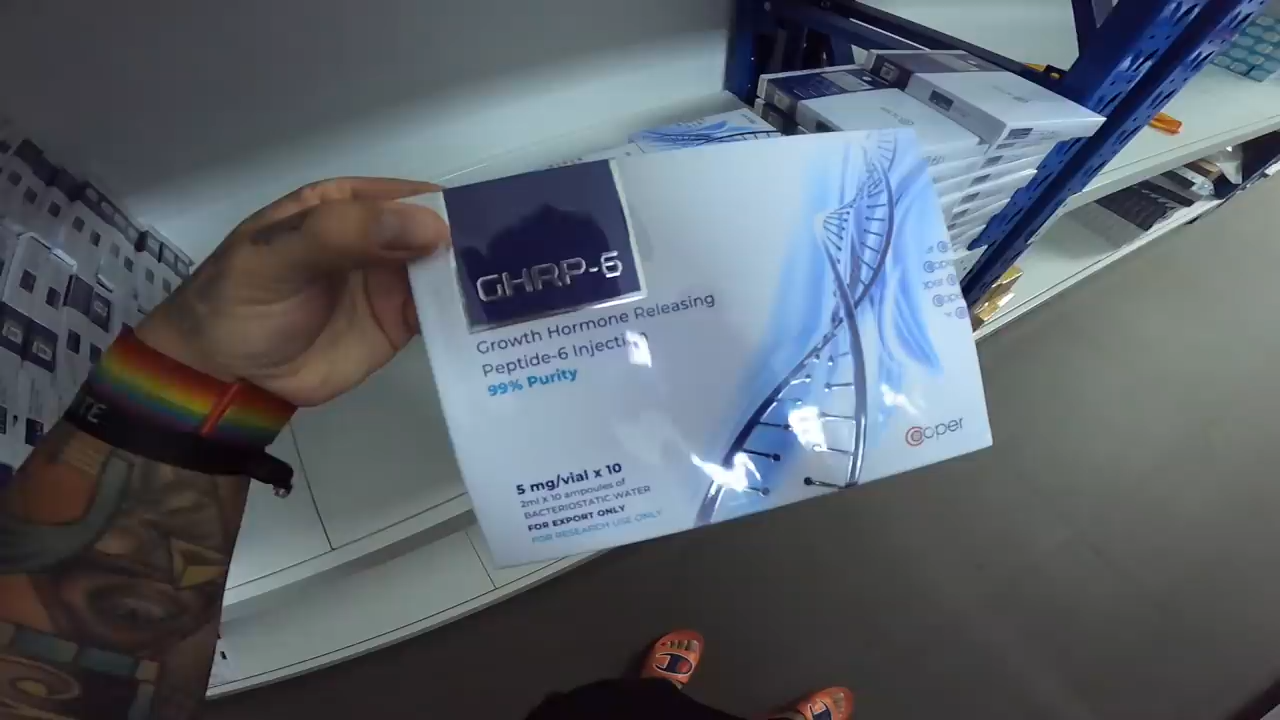 GHRP-6
Growth Hormone Releasing
Peptide-6 Injection
99% Purity
5 mg/vial x 10
2ml X 10 ampoules of
BACTERIOSTATIC WATER
FOR EXPORT ONLY
FOR RESEARCH USE ONLY
Cooper